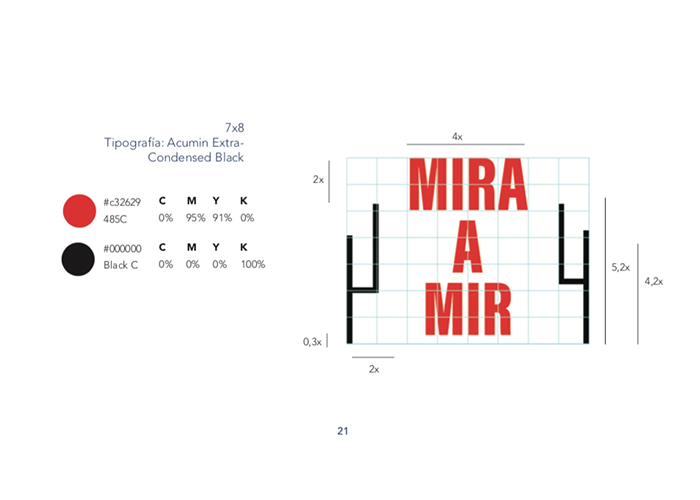 7x8
Tipografía: Acumin Extra-
Condensed Black
#c32629 C M Y K
485C 0% 95% 91% 0%
#000000 C M Y K
Black C 0% 0% 0% 100%
4x
2x
MIRA
A
MIR
5,2x
4,2x
0,3x
2x
21